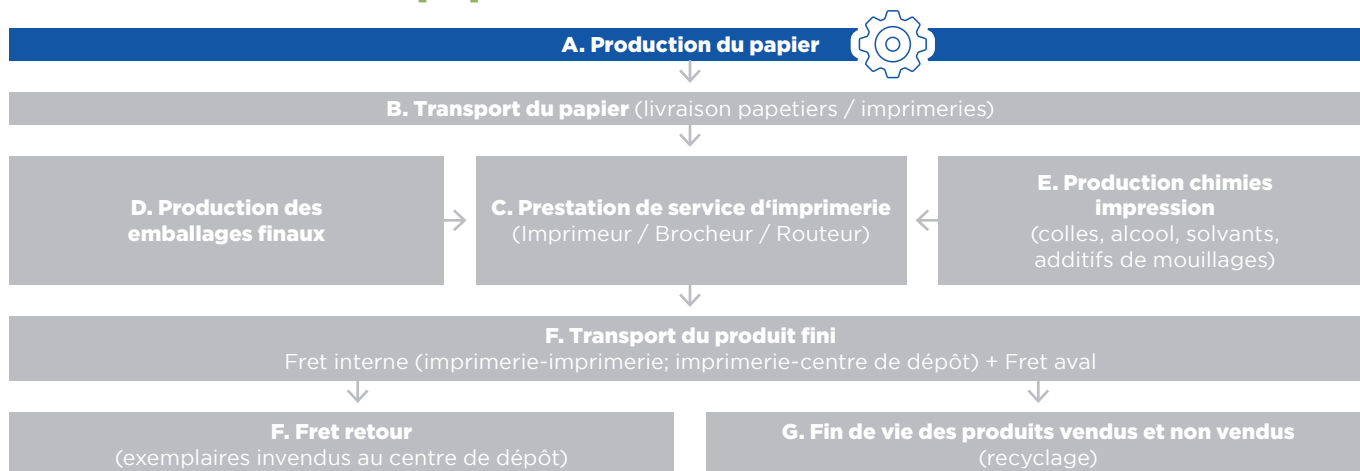 A. Production du papier
B. Transport du papier (livraison papetiers / imprimeries)
D. Production des
emballages finaux
C. Prestation de service d‘imprimerie
(Imprimeur / Brocheur / Routeur)
E. Production chimies
impression
(colles, alcool, solvants,
additifs de mouillages)
F. Transport du produit fini
Fret interne (imprimerie-imprimerie; imprimerie-centre de dépôt) + Fret aval
F. Fret retour
(exemplaires invendus au centre de dépôt)
G. Fin de vie des produits vendus et non vendus
(recyclage)